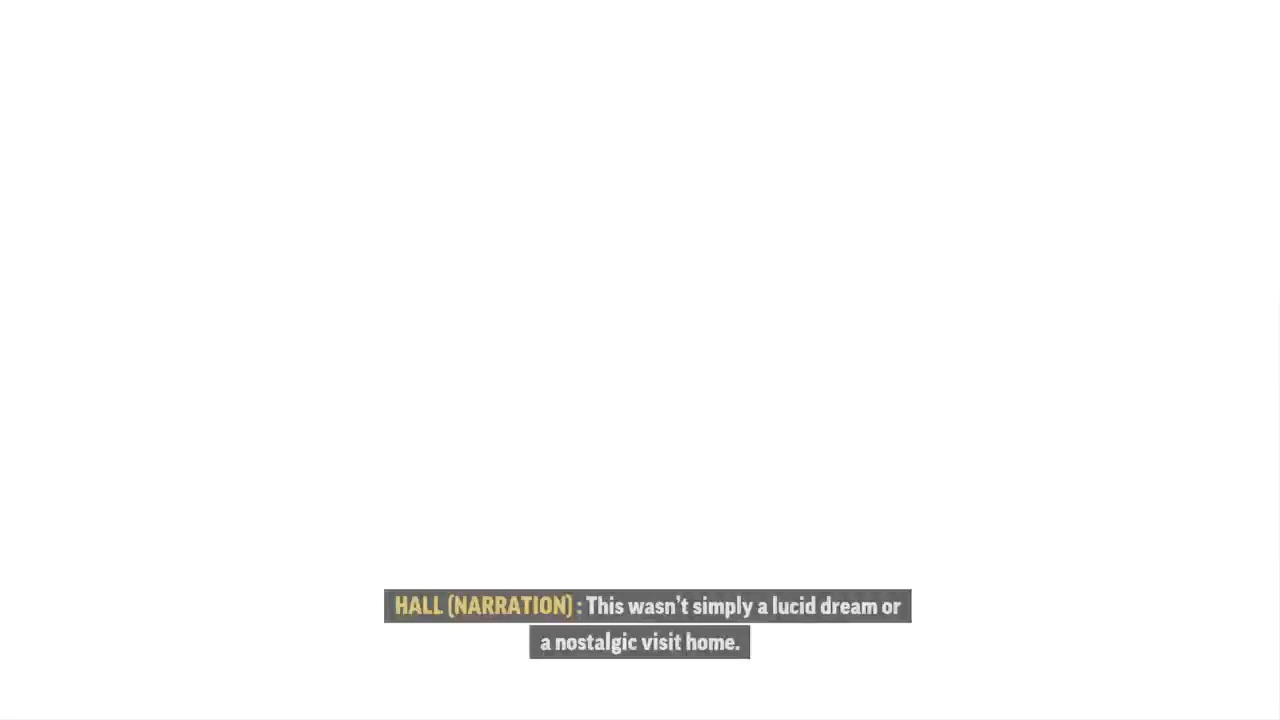 HALL (NARRATION) : This wasn't simply a lucid dream or
a nostalgic visit home.